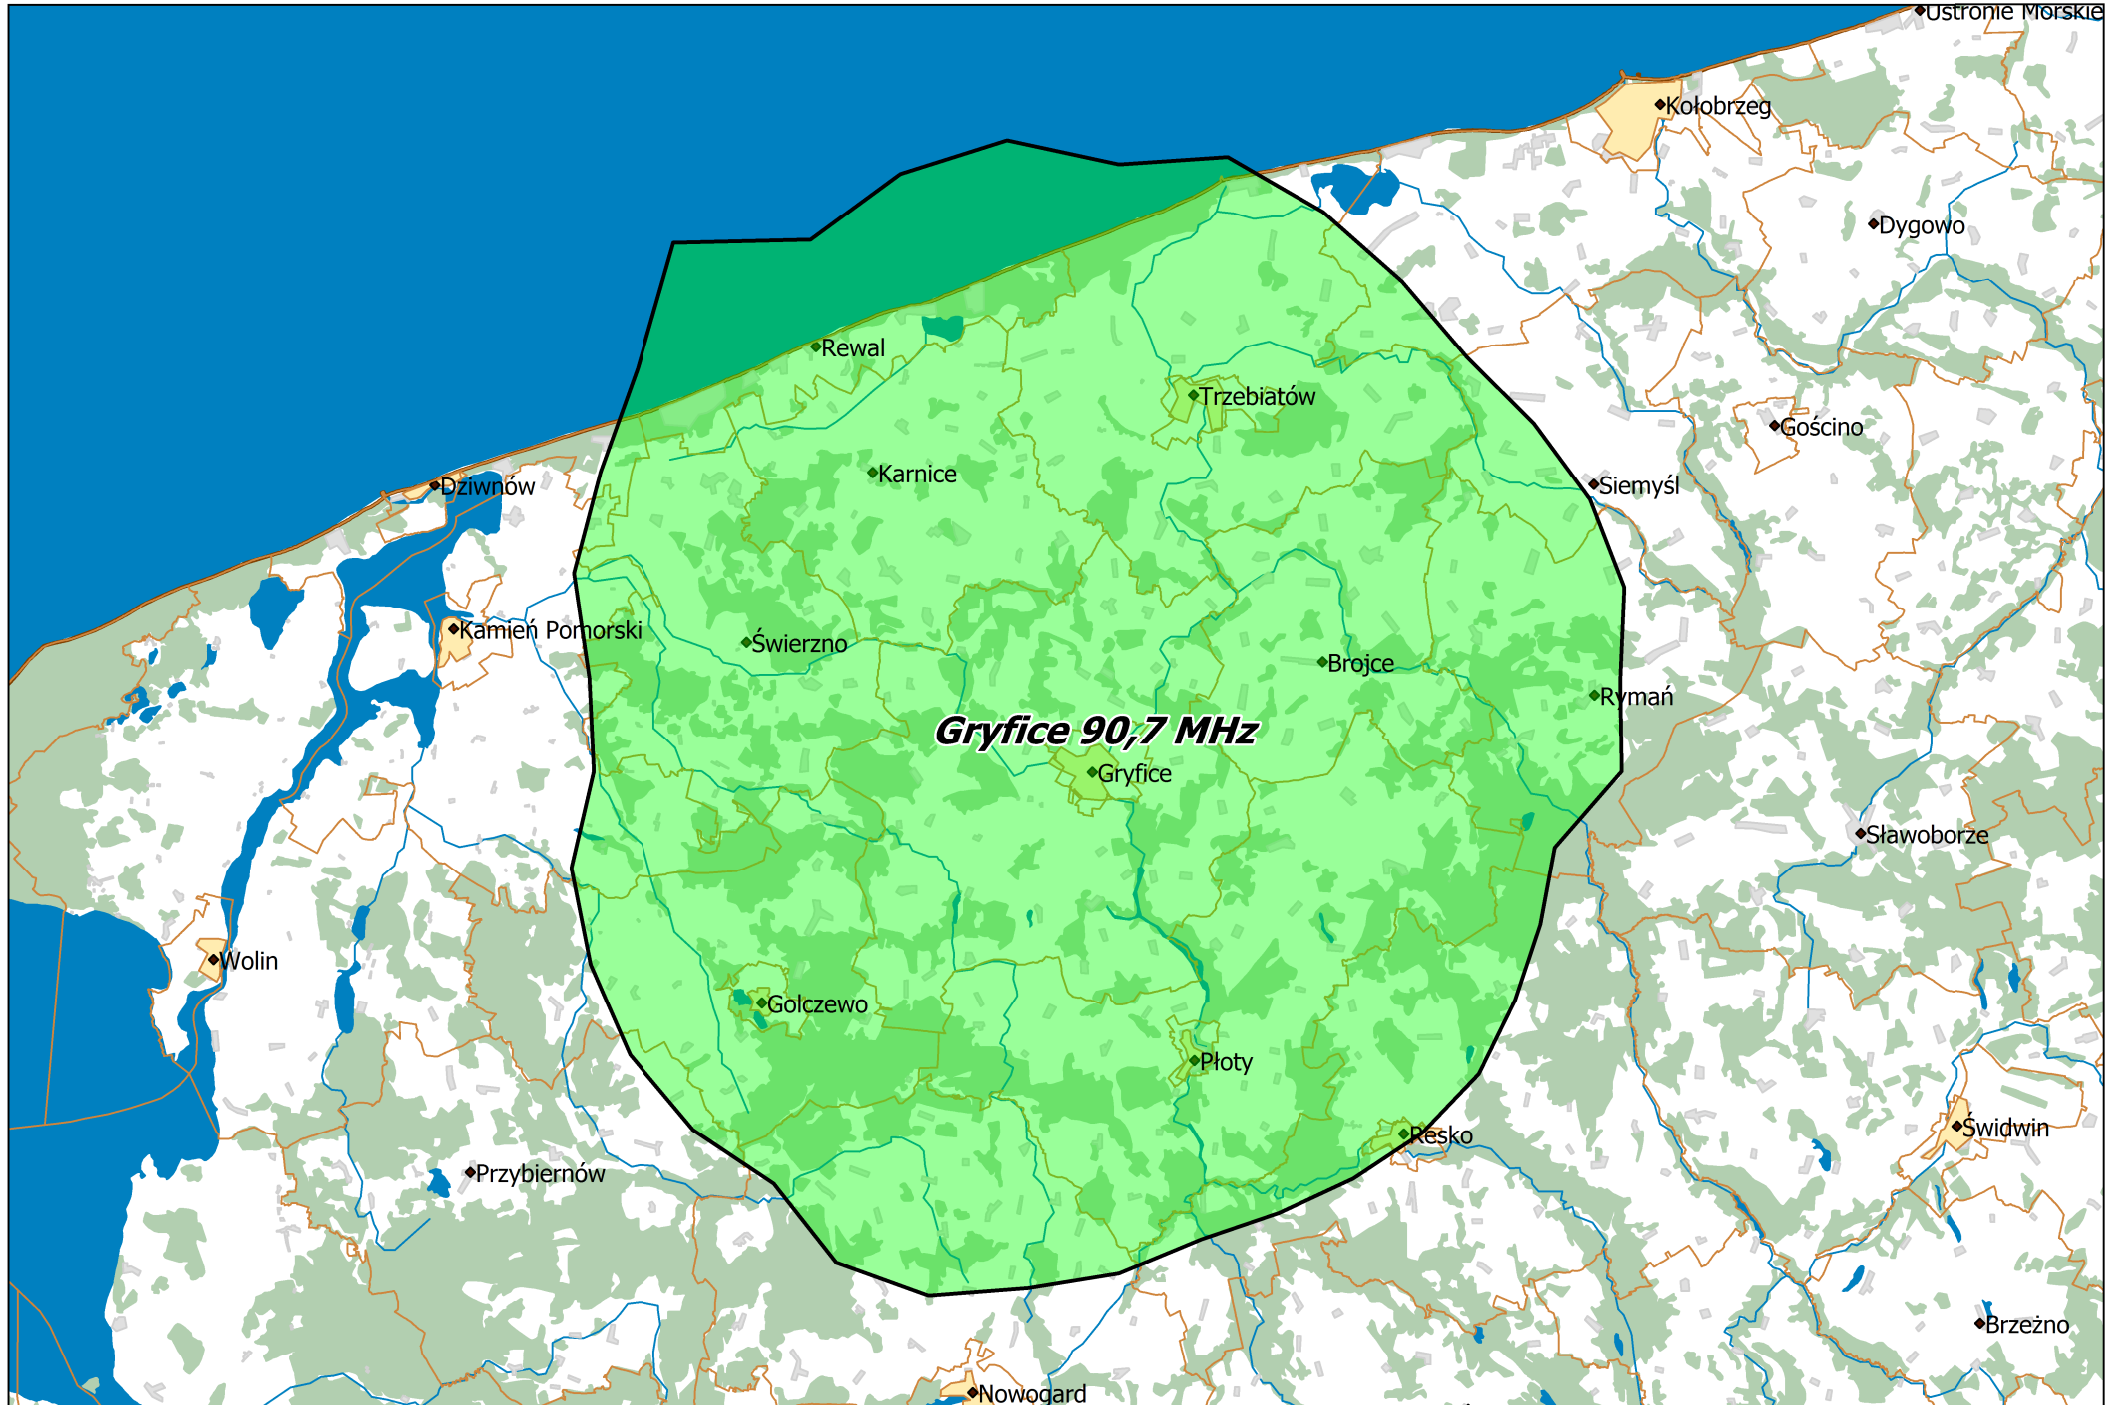 Ustronie Morskie
Kołobrzeg
Dygowo
Rewal
Trzebiatów
Gościno
Karnice
Siemyśl
Dziwnów
Kamień Pomorski
Świerzno
Brojce
Rymań
Gryfice 90,7 MHz
Gryfice
Sławoborze
Wolin
Golczewo
Płoty
Resko
Świdwin
Przybiernów
Brzeżno
Nowogard